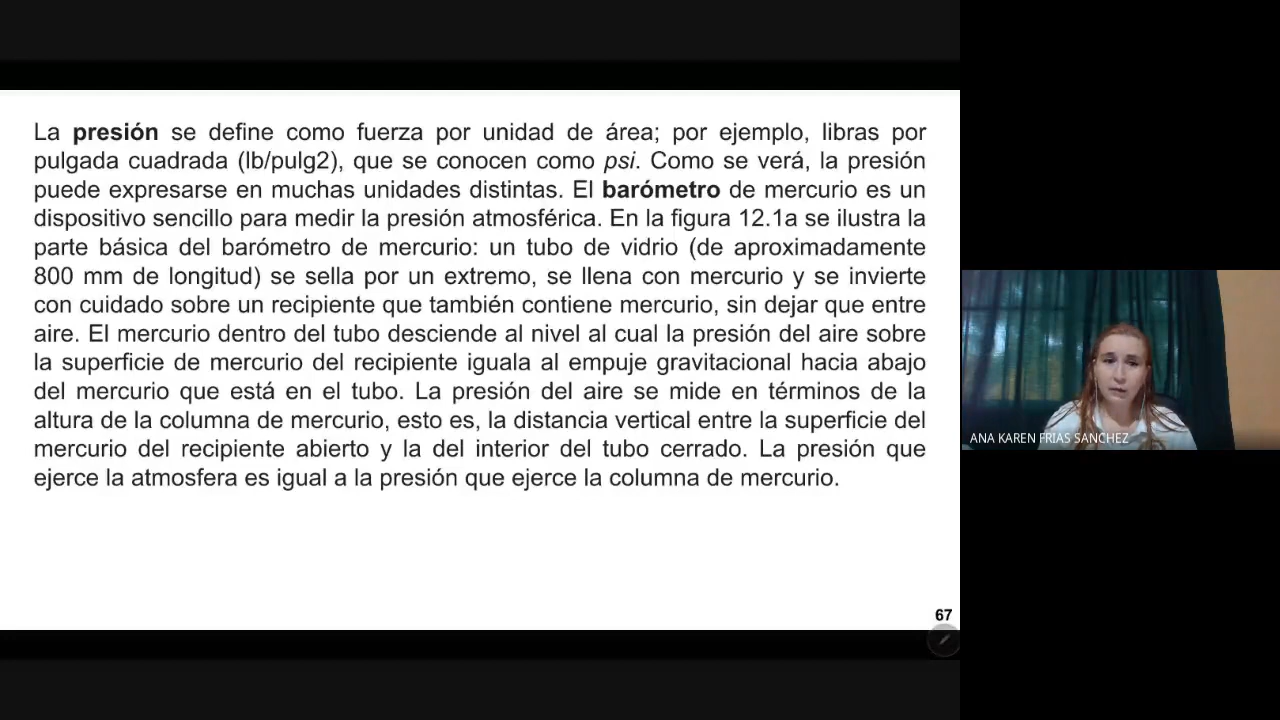 La presión se define como fuerza por unidad de área; por ejemplo, libras por
pulgada cuadrada (lb/pulg2), que se conocen como psi. Como se verá, la presión
puede expresarse en muchas unidades distintas. El barómetro de mercurio es un
dispositivo sencillo para medir la presión atmosférica. En la figura 12.1a se ilustra la
parte básica del barómetro de mercurio: un tubo de vidrio (de aproximadamente
800 mm de longitud) se sella por un extremo, se llena con mercurio y se invierte
con cuidado sobre un recipiente que también contiene mercurio, sin dejar que entre
aire. El mercurio dentro del tubo desciende al nivel al cual la presión del aire sobre
la superficie de mercurio del recipiente iguala al empuje gravitacional hacia abajo
del mercurio que está en el tubo. La presión del aire se mide en términos de la
altura de la columna de mercurio, esto es, la distancia vertical entre la superficie del
mercurio del recipiente abierto y la del interior del tubo cerrado. La presión que
ejerce la atmosfera es igual a la presión que ejerce la columna de mercurio.
67
ANA KAREN FRIAS SANCHEZ